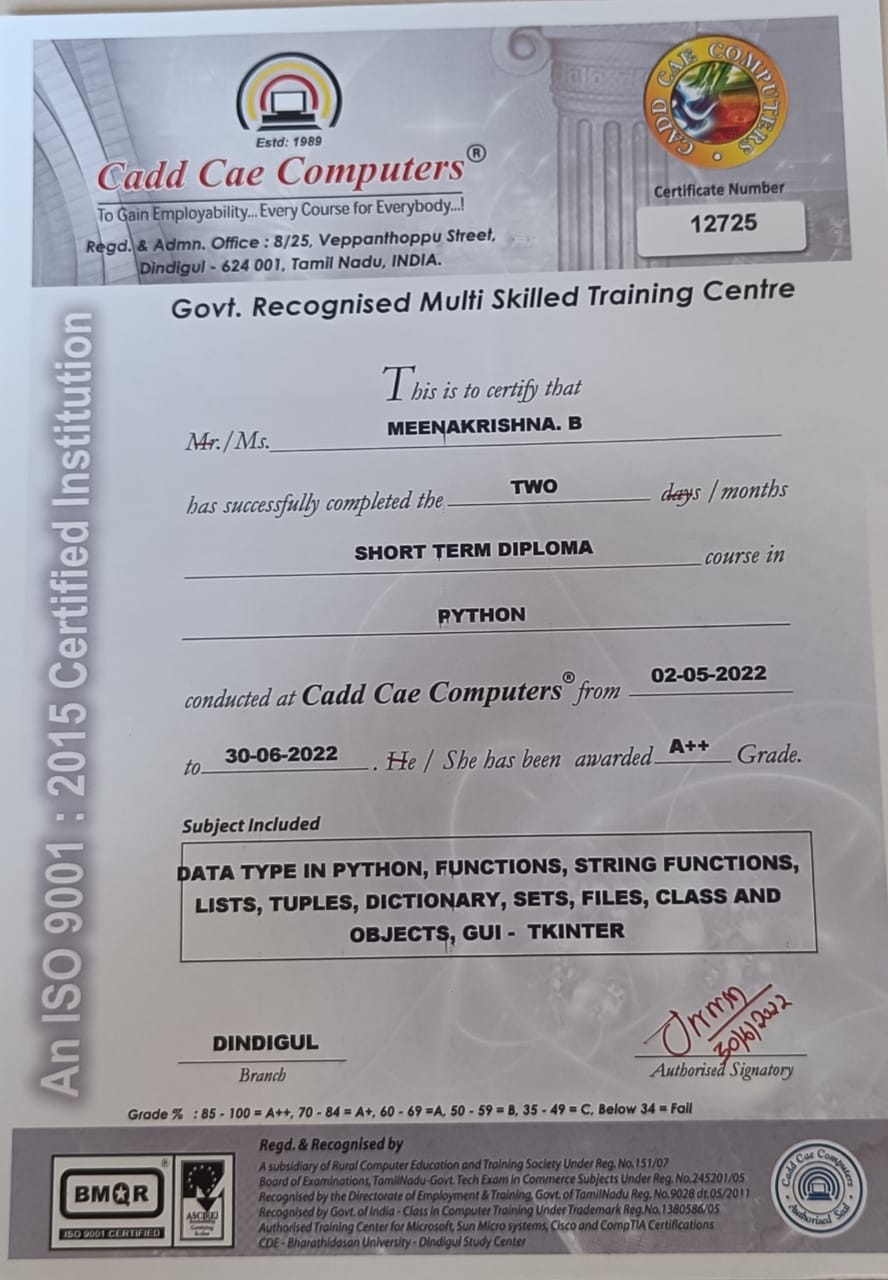 Estd: 1989
Cadd Cae Computers®
To Gain Employability... Every Course for Everybody...!
Regd. & Admn. Office : 8/25, Veppanthoppu Street,
Dindigul - 624 001, Tamil Nadu, INDIA.
CADD CAE COMPUTERS
Certificate Number
12725
Govt. Recognised Multi Skilled Training Centre
An ISO 9001 : 2015 Certified Institution
This is to certify that
Mr./Ms. MEENAKRISHNA. B
has successfully completed the TWO days / months
SHORT TERM DIPLOMA course in
PYTHON
conducted at Cadd Cae Computers® from 02-05-2022
to 30-06-2022 . He / She has been awarded A++ Grade.
Subject Included
DATA TYPE IN PYTHON, FUNCTIONS, STRING FUNCTIONS,
LISTS, TUPLES, DICTIONARY, SETS, FILES, CLASS AND
OBJECTS, GUI - TKINTER
30/6/2022
DINDIGUL
Branch
Authorised Signatory
Grade % : 85 - 100 = A++, 70 - 84 = A+, 60 - 69 =A, 50 - 59 = B, 35 - 49 = C, Below 34 = Fail
Regd. & Recognised by
A subsidiary of Rural Computer Education and Training Society Under Reg. No.151/07
Board of Examinations, TamilNadu-Govt. Tech Exam in Commerce Subjects Under Reg. No.245201/05
Recognised by the Directorate of Employment & Training, Govt. of TamilNadu Reg. No.9028 dt.05/2011
Recognised by Govt. of India - Class in Computer Training Under Trademark Reg.No.1380586/05
Authorised Training Center for Microsoft, Sun Micro systems, Cisco and CompTIA Certifications
CDE - Bharathidasan University - Dindigul Study Center
BMQR®
ISO 9001 CERTIFIED
Cadd Cae Computers
Authorised Seal